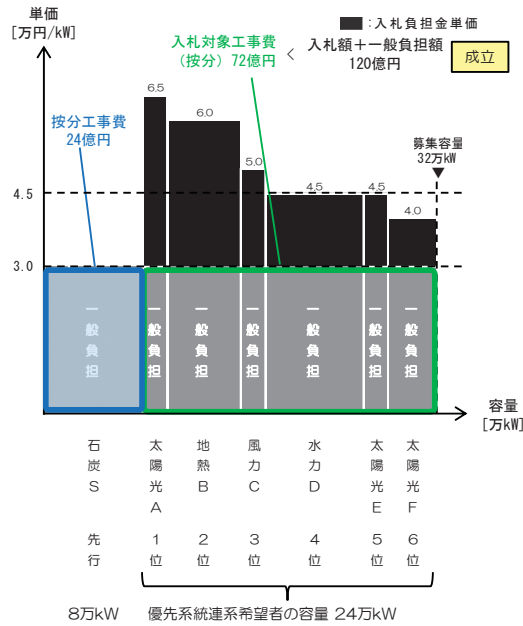 単価
[万円/kW]
■:入札負担金単価
入札対象工事費
(按分)72億円
<
入札額+一般負担額
120億円
成立
按分工事費
24億円
募集容量
32万kW
6.5
6.0
5.0
4.5
4.5
4.0
4.5
3.0
一般負担
一般負担
一般負担
一般負担
一般負担
一般負担
一般負担
容量
[万kW]
石炭S
太陽光A
地熱B
風力C
水力D
太陽光E
太陽光F
先行
1位
2位
3位
4位
5位
6位
8万kW
優先系統連系希望者の容量 24万kW